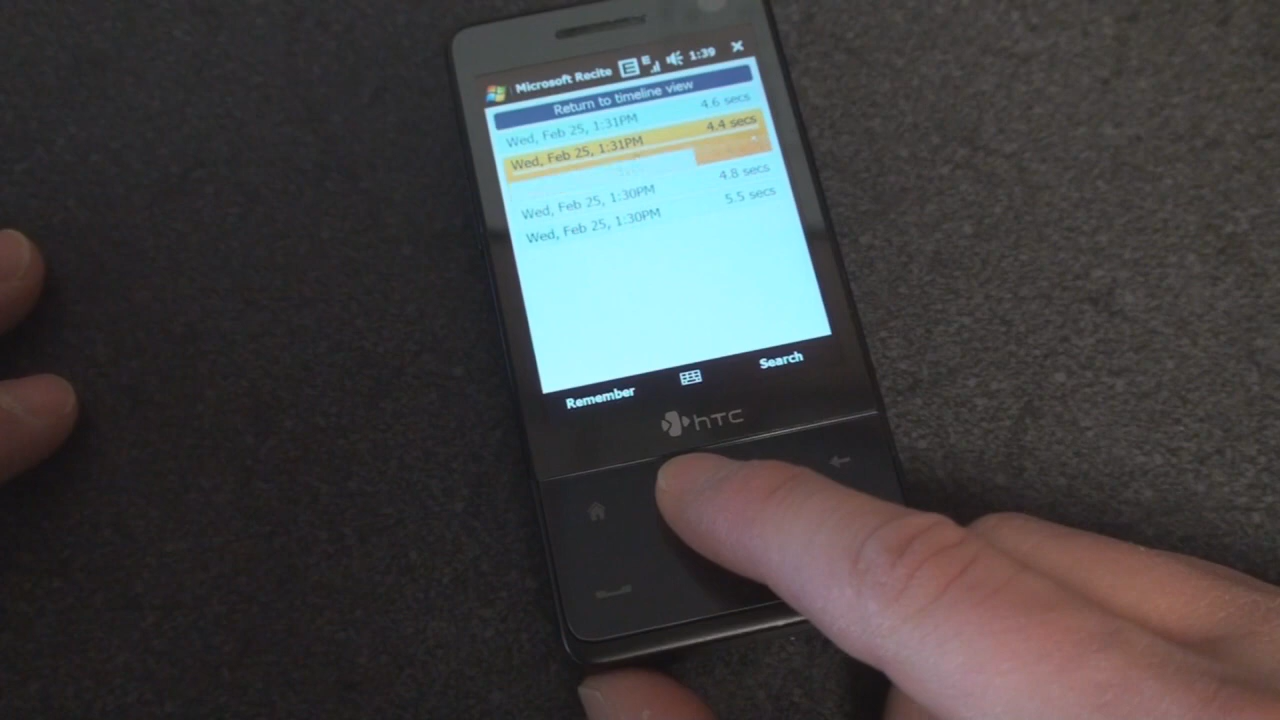 Microsoft Recite E E 1:39
Return to timeline view
Wed, Feb 25, 1:31PM 4.6 secs
Wed, Feb 25, 1:31PM 4.4 secs
Wed, Feb 25, 1:30PM 4.8 secs
Wed, Feb 25, 1:30PM 5.5 secs
Remember Search
hTC